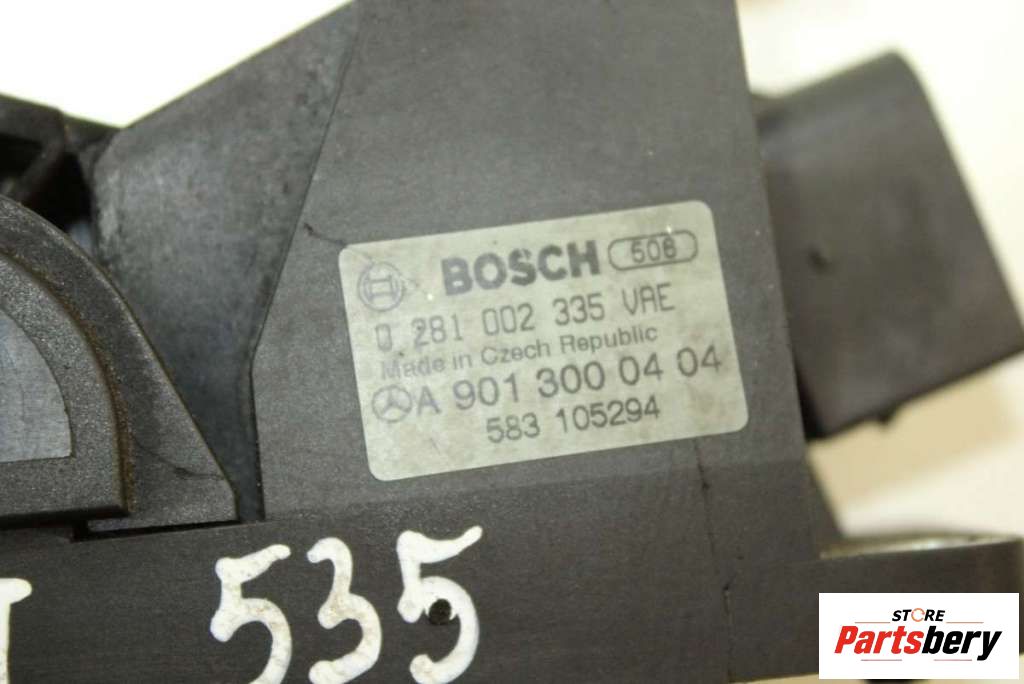 BOSCH 506
0 281 002 335 VAE
Made in Czech Republic
A 901 300 04 04
583 105294
535
STORE
Partsbery